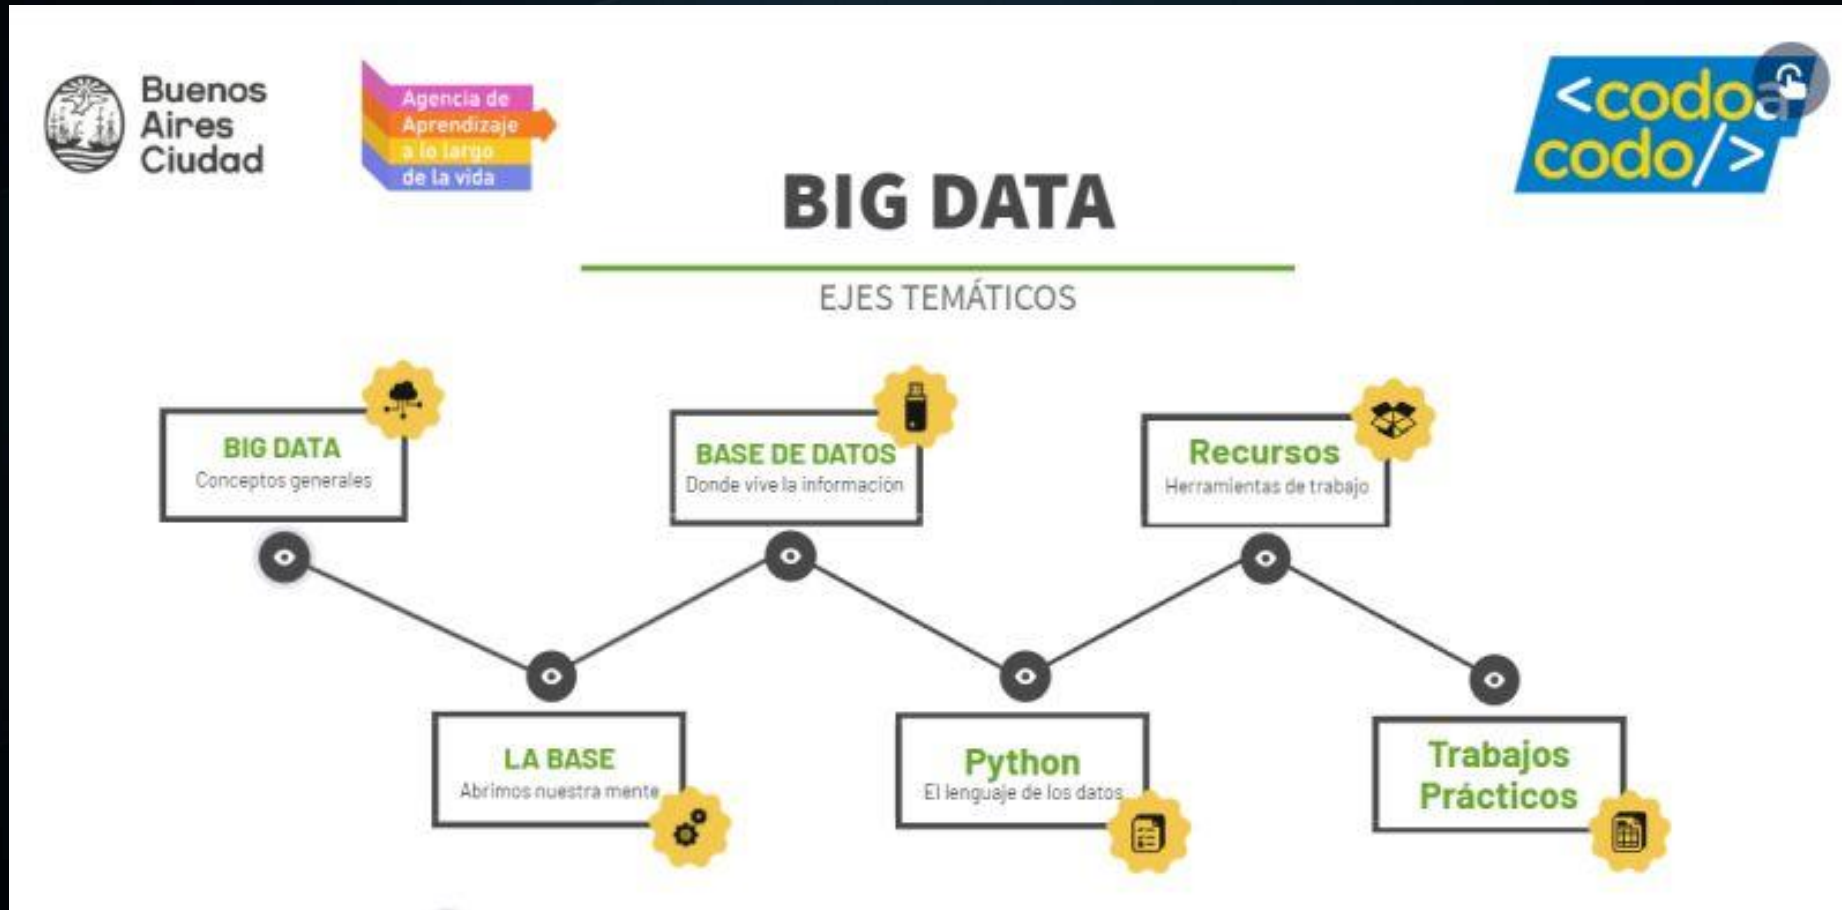 Buenos
Aires
Ciudad
Agencia de
Aprendizaje
a lo largo
de la vida
<codoa
codo/>
BIG DATA
EJES TEMÁTICOS
BIG DATA
Conceptos generales
LA BASE
Abrimos nuestra mente
BASE DE DATOS
Donde vive la información
Python
El lenguaje de los datos
Recursos
Herramientas de trabajo
Trabajos
Prácticos